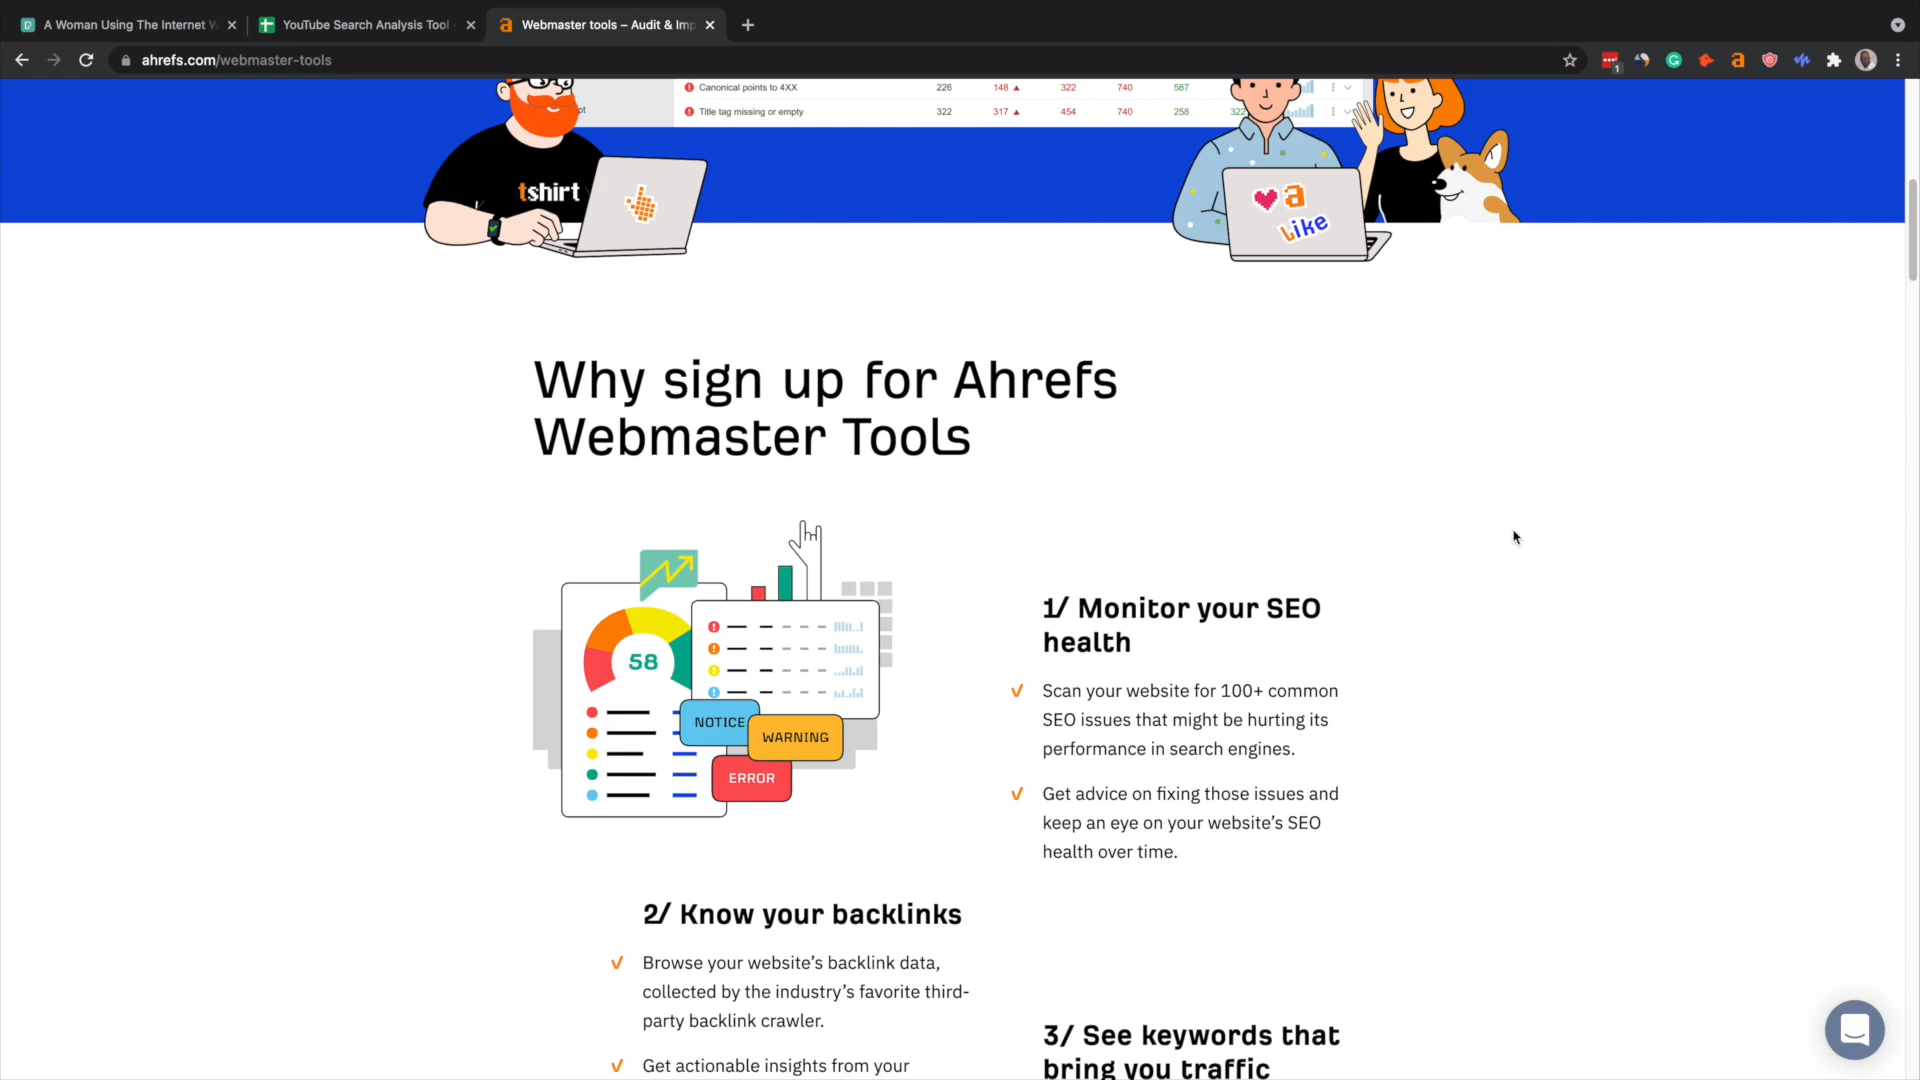 A Woman Using The Internet W
YouTube Search Analysis Tool -
Webmaster tools – Audit & Imp
ahrefs.com/webmaster-tools
1
Canonical points to 4XX 226 148 322 740 587
Title tag missing or empty 322 317 454 740 258 322
pt
tshirt
a
like
Why sign up for Ahrefs
Webmaster Tools
58
NOTICE
WARNING
ERROR
1/ Monitor your SEO
health
Scan your website for 100+ common
SEO issues that might be hurting its
performance in search engines.
Get advice on fixing those issues and
keep an eye on your website’s SEO
health over time.
2/ Know your backlinks
Browse your website’s backlink data,
collected by the industry’s favorite third-
party backlink crawler.
Get actionable insights from your
3/ See keywords that
bring you traffic